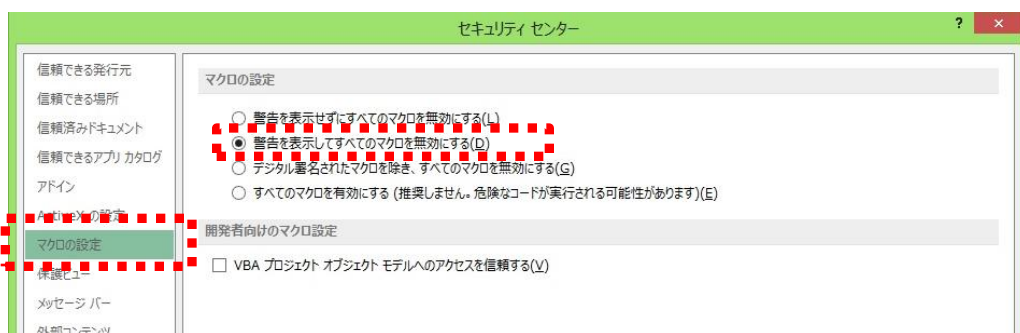 セキュリティ センター
? ×
信頼できる発行元
信頼できる場所
信頼済みドキュメント
信頼できるアプリ カタログ
アドイン
ActiveX の設定
マクロの設定
保護ビュー
メッセージ バー
外部コンテンツ
マクロの設定
警告を表示せずにすべてのマクロを無効にする(L)
警告を表示してすべてのマクロを無効にする(D)
デジタル署名されたマクロを除き、すべてのマクロを無効にする(G)
すべてのマクロを有効にする (推奨しません。危険なコードが実行される可能性があります)(E)
開発者向けのマクロ設定
VBA プロジェクト オブジェクト モデルへのアクセスを信頼する(V)